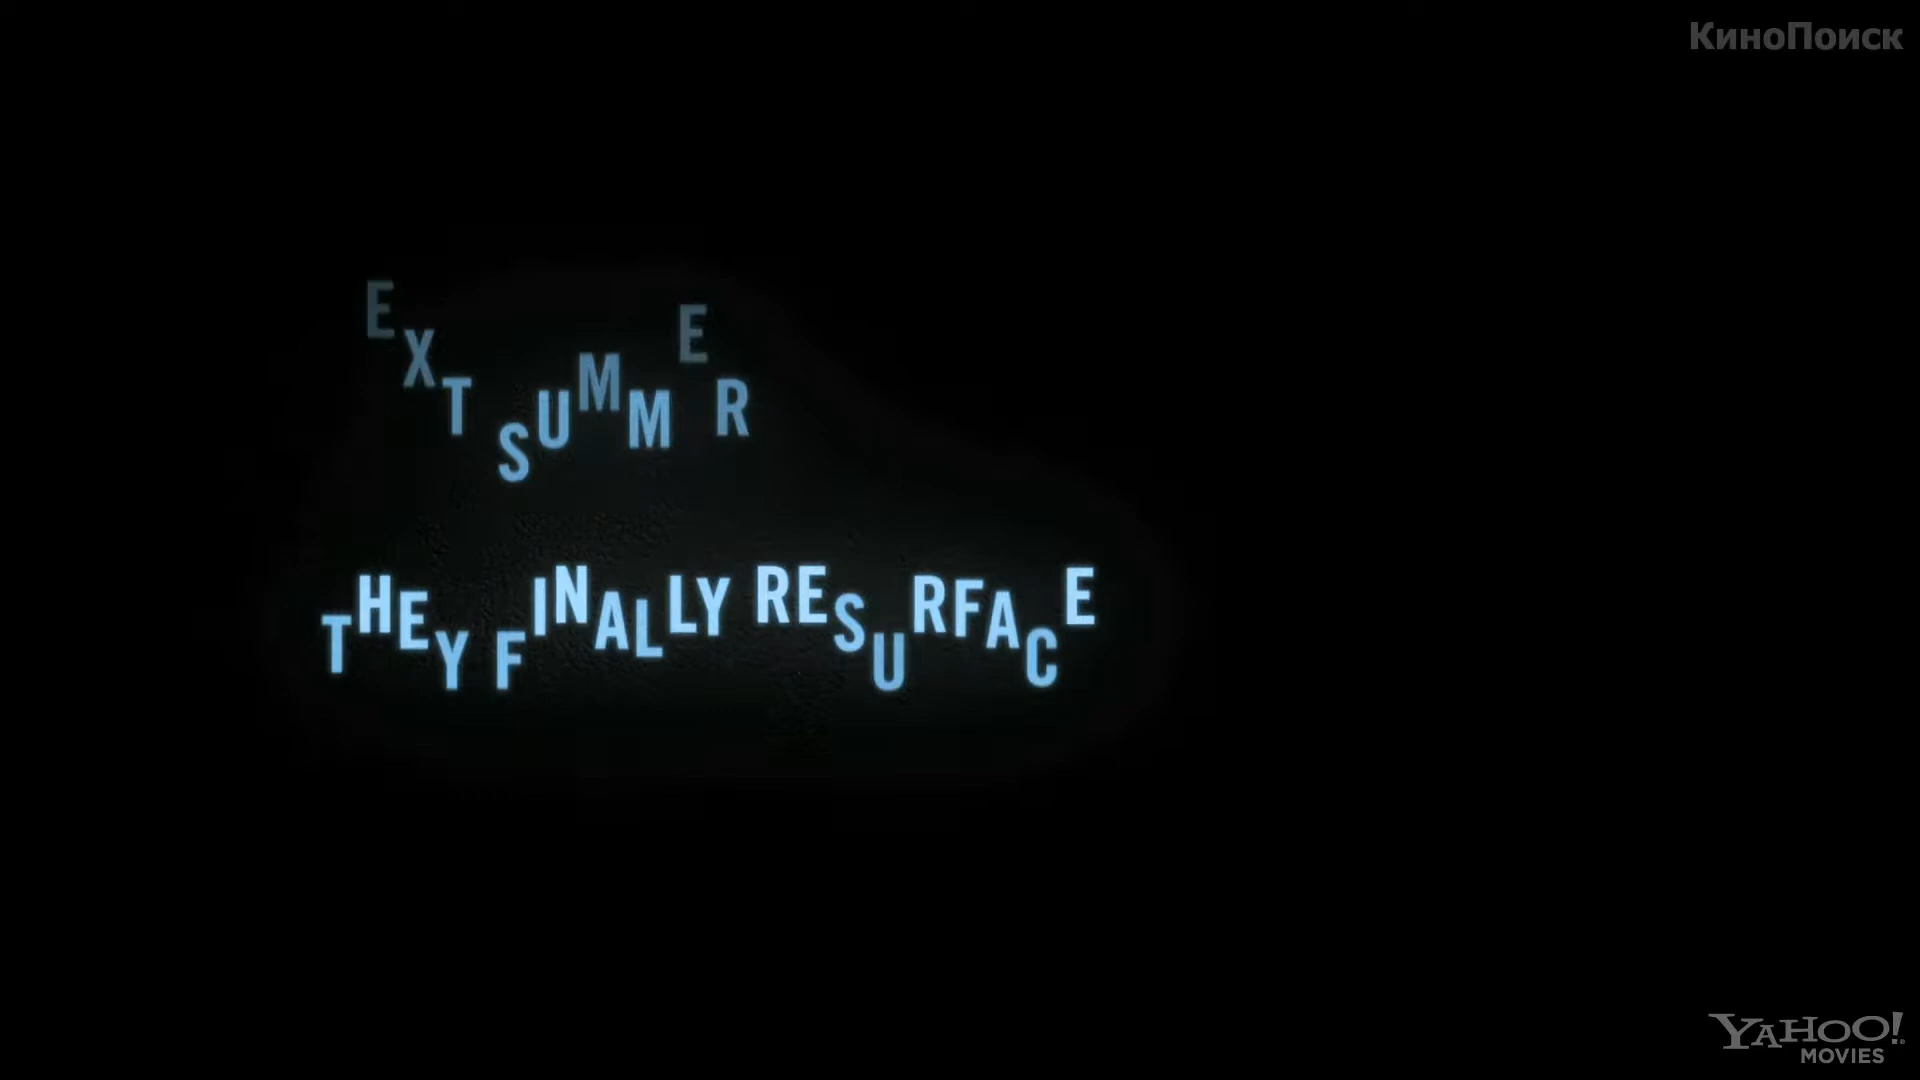 КиноПоиск
EXT SUMMER
THEY FINALLY RESURFACE
YAHOO!
MOVIES